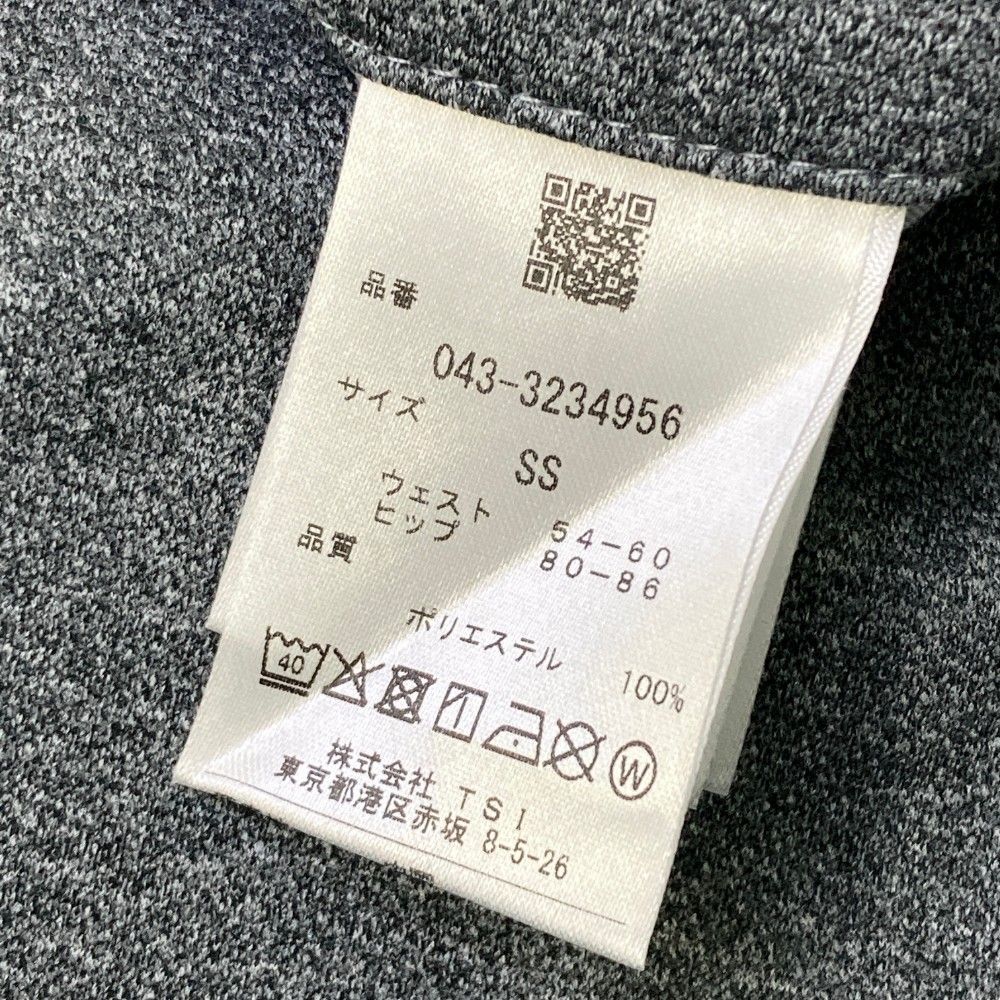 品番
043-3234956
サイズ
SS
ウェスト 54-60
ヒップ 80-86
品質
ポリエステル 100%
40
W
株式会社 TSI
東京都港区赤坂 8-5-26